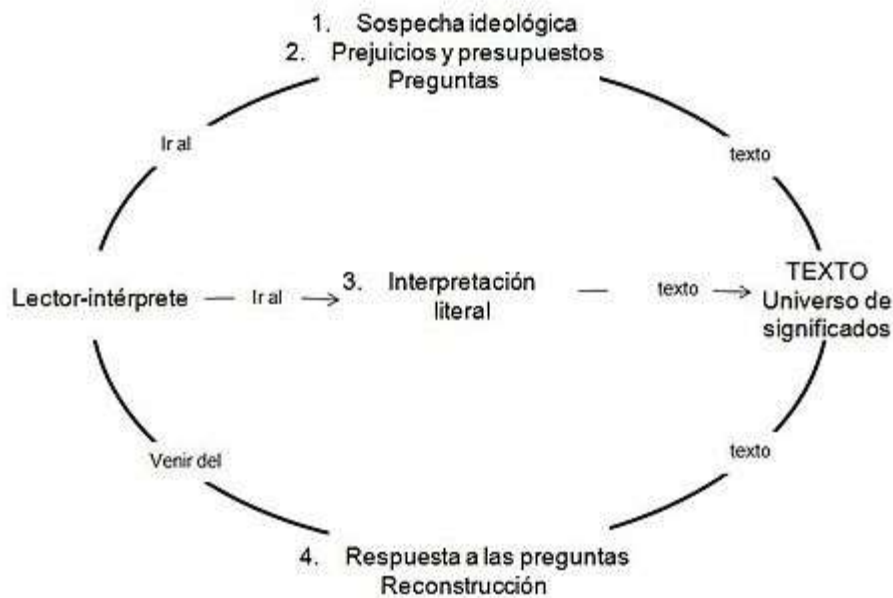 1. Sospecha ideológica
2. Prejuicios y presupuestos
Preguntas
Ir al
texto
Lector-intérprete
Ir al
3. Interpretación
literal
texto
TEXTO
Universo de
significados
Venir del
texto
4. Respuesta a las preguntas
Reconstrucción